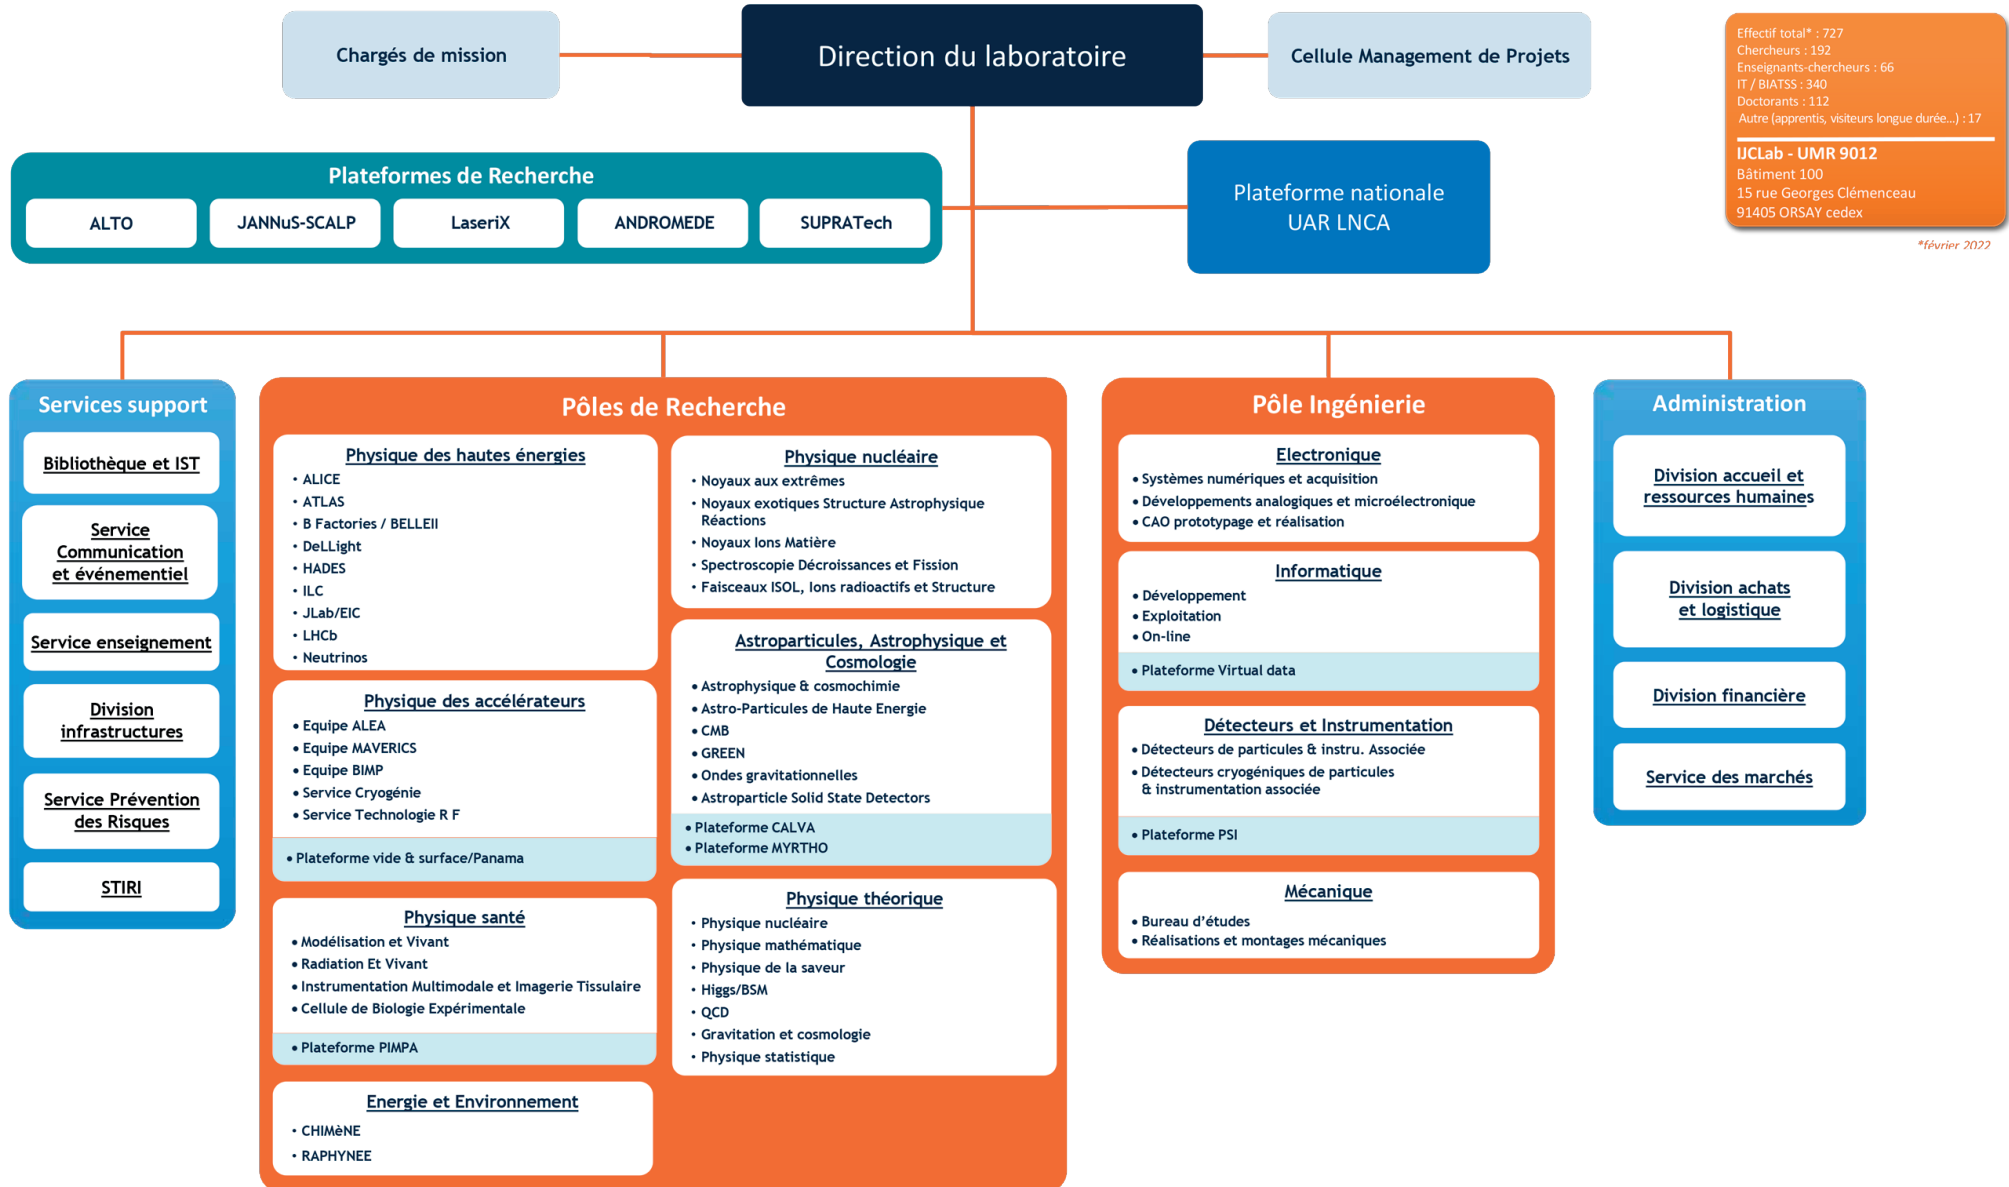 Chargés de mission
Direction du laboratoire
Cellule Management de Projets
Effectif total* : 727
Chercheurs : 192
Enseignants-chercheurs : 66
IT / BIATSS : 340
Doctorants : 112
Autre (apprentis, visiteurs longue durée...) : 17
IJCLab - UMR 9012
Bâtiment 100
15 rue Georges Clémenceau
91405 ORSAY cedex
*février 2022
Plateformes de Recherche
ALTO
JANNuS-SCALP
LaseriX
ANDROMEDE
SUPRATech
Plateforme nationale
UAR LNCA
Services support
Bibliothèque et IST
Service
Communication
et événementiel
Service enseignement
Division
infrastructures
Service Prévention
des Risques
STIRI
Pôles de Recherche
Physique des hautes énergies
• ALICE
• ATLAS
• B Factories / BELLEII
• DeLLight
• HADES
• ILC
• JLab/EIC
• LHCb
• Neutrinos
Physique des accélérateurs
• Equipe ALEA
• Equipe MAVERICS
• Equipe BIMP
• Service Cryogénie
• Service Technologie R F
• Plateforme vide & surface/Panama
Physique santé
• Modélisation et Vivant
• Radiation Et Vivant
• Instrumentation Multimodale et Imagerie Tissulaire
• Cellule de Biologie Expérimentale
• Plateforme PIMPA
Energie et Environnement
• CHIMèNE
• RAPHYNEE
Physique nucléaire
• Noyaux aux extrêmes
• Noyaux exotiques Structure Astrophysique
Réactions
• Noyaux Ions Matière
• Spectroscopie Décroissances et Fission
• Faisceaux ISOL, Ions radioactifs et Structure
Astroparticules, Astrophysique et
Cosmologie
• Astrophysique & cosmochimie
• Astro-Particules de Haute Energie
• CMB
• GREEN
• Ondes gravitationnelles
• Astroparticle Solid State Detectors
• Plateforme CALVA
• Plateforme MYRTHO
Physique théorique
• Physique nucléaire
• Physique mathématique
• Physique de la saveur
• Higgs/BSM
• QCD
• Gravitation et cosmologie
• Physique statistique
Pôle Ingénierie
Electronique
• Systèmes numériques et acquisition
• Développements analogiques et microélectronique
• CAO prototypage et réalisation
Informatique
• Développement
• Exploitation
• On-line
• Plateforme Virtual data
Détecteurs et Instrumentation
• Détecteurs de particules & instru. Associée
• Détecteurs cryogéniques de particules
& instrumentation associée
• Plateforme PSI
Mécanique
• Bureau d'études
• Réalisations et montages mécaniques
Administration
Division accueil et
ressources humaines
Division achats
et logistique
Division financière
Service des marchés